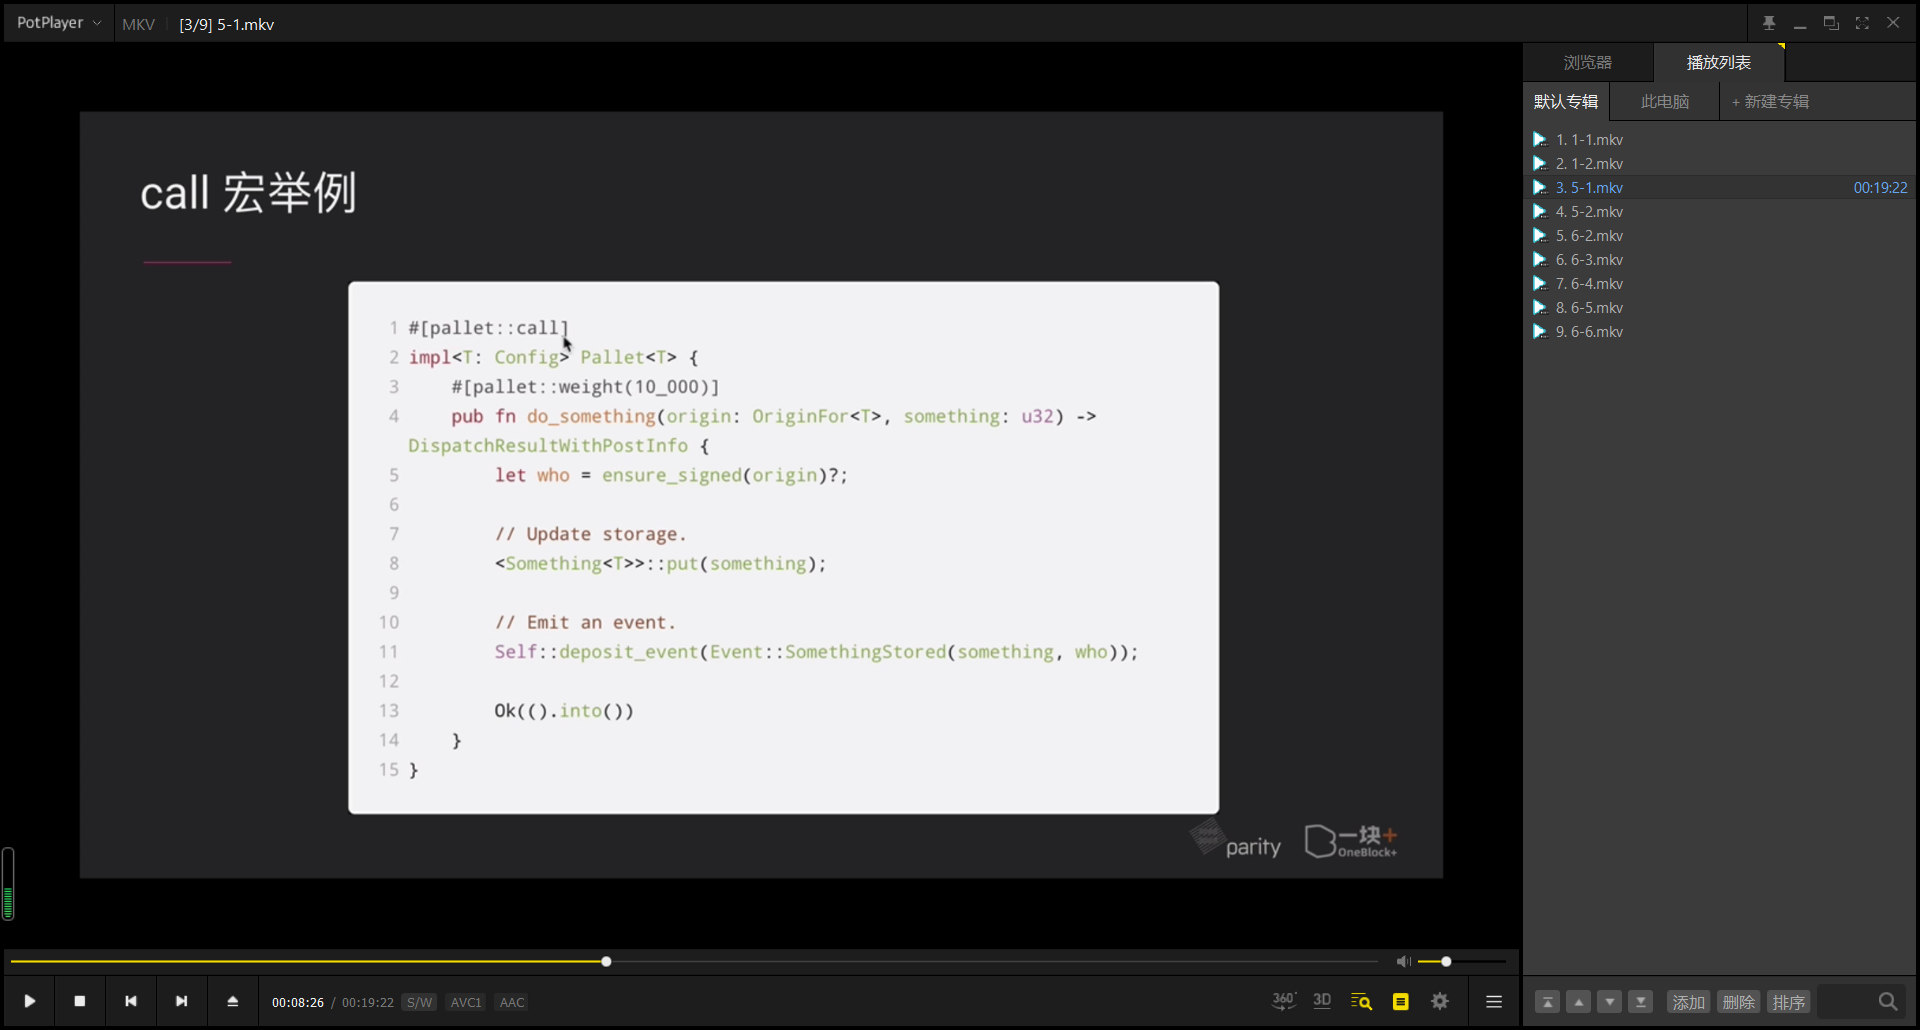 PotPlayer
MKV
[3/9] 5-1.mkv
浏览器
播放列表
默认专辑
此电脑
+ 新建专辑
1. 1-1.mkv
2. 1-2.mkv
3. 5-1.mkv 00:19:22
4. 5-2.mkv
5. 6-2.mkv
6. 6-3.mkv
7. 6-4.mkv
8. 6-5.mkv
9. 6-6.mkv
call 宏举例
1 #[pallet::call]
2 impl<T: Config> Pallet<T> {
3 #[pallet::weight(10_000)]
4 pub fn do_something(origin: OriginFor<T>, something: u32) ->
DispatchResultWithPostInfo {
5 let who = ensure_signed(origin)?;
6
7 // Update storage.
8 <Something<T>>::put(something);
9
10 // Emit an event.
11 Self::deposit_event(Event::SomethingStored(something, who));
12
13 Ok(().into())
14 }
15 }
parity
一块+
OneBlock+
00:08:26 / 00:19:22 S/W AVC1 AAC
360°
3D
添加
删除
排序